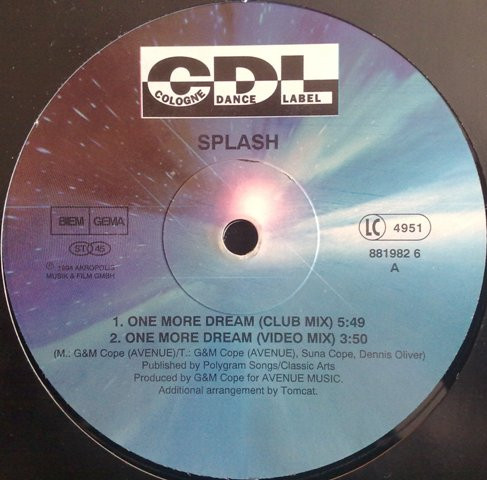 CDL
COLOGNE DANCE LABEL
SPLASH
BIEM GEMA
ST 45
℗ 1994 AKROPOLIS
MUSIK & FILM GMBH
LC 4951
881982 6
A
1. ONE MORE DREAM (CLUB MIX) 5:49
2. ONE MORE DREAM (VIDEO MIX) 3:50
(M.: G&M Cope (AVENUE)/T.: G&M Cope (AVENUE), Suna Cope, Dennis Oliver)
Published by Polygram Songs/Classic Arts
Produced by G&M Cope for AVENUE MUSIC.
Additional arrangement by Tomcat.